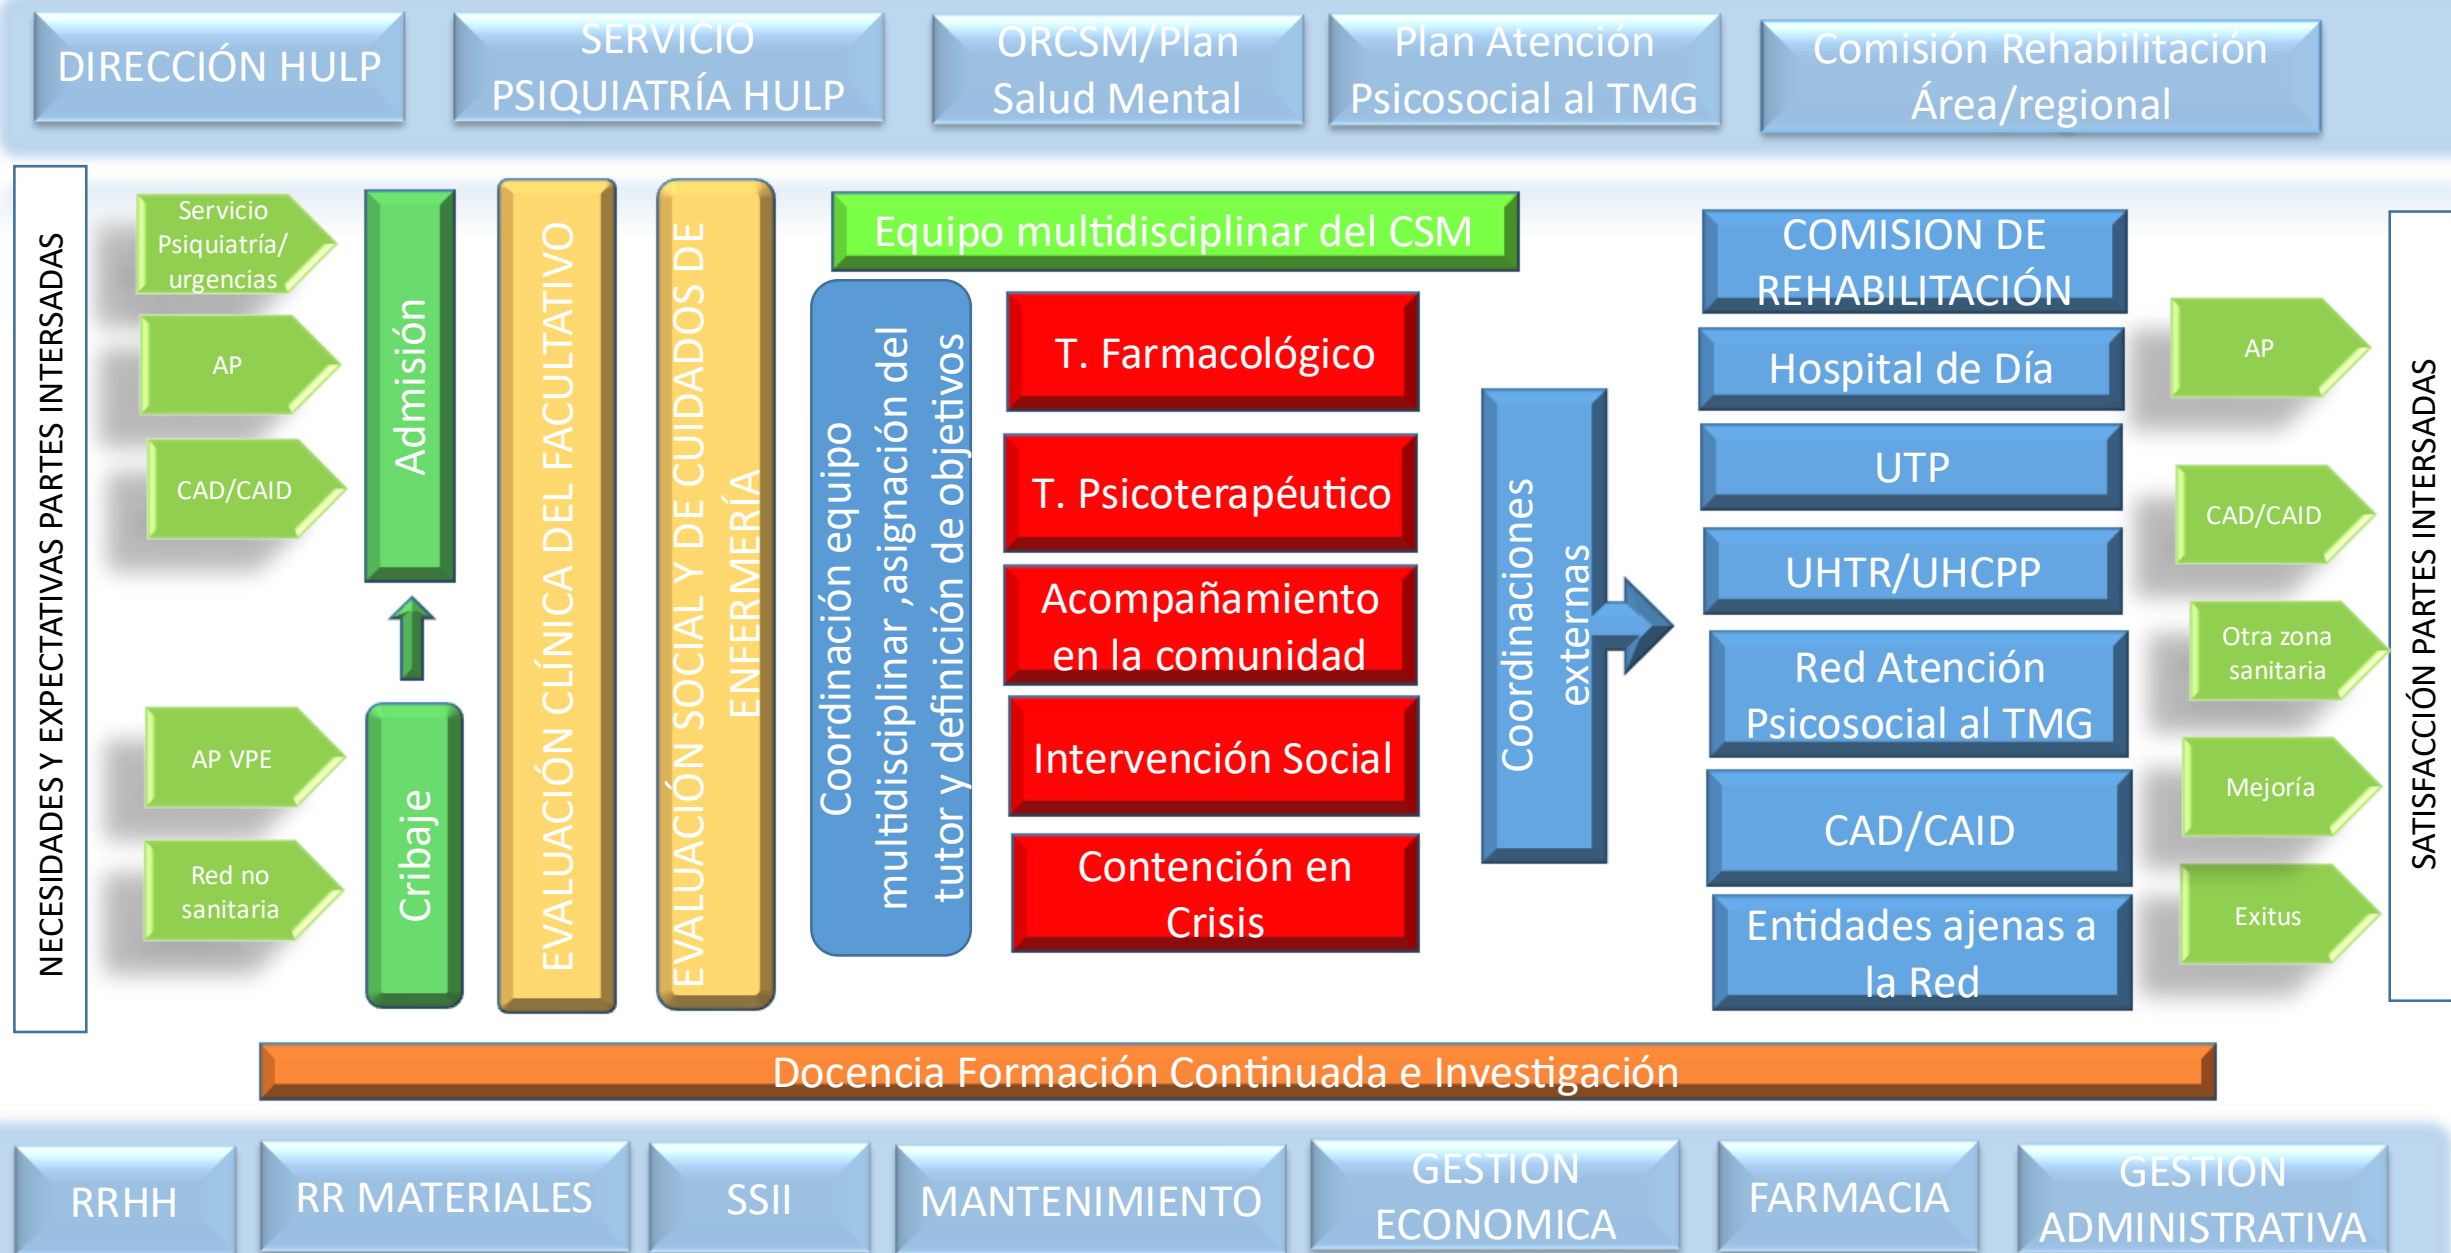 DIRECCIÓN HULP
SERVICIO
PSIQUIATRÍA HULP
ORCSM/Plan
Salud Mental
Plan Atención
Psicosocial al TMG
Comisión Rehabilitación
Área/regional
NECESIDADES Y EXPECTATIVAS PARTES INTERSADAS
Servicio
Psiquiatría/
urgencias
AP
CAD/CAID
AP VPE
Red no
sanitaria
Admisión
Cribaje
EVALUACIÓN CLÍNICA DEL FACULTATIVO
EVALUACIÓN SOCIAL Y DE CUIDADOS DE
ENFERMERÍA
Equipo multidisciplinar del CSM
Coordinación equipo
multidisciplinar ,asignación del
tutor y definición de objetivos
T. Farmacológico
T. Psicoterapéutico
Acompañamiento
en la comunidad
Intervención Social
Contención en
Crisis
Coordinaciones
externas
COMISION DE
REHABILITACIÓN
Hospital de Día
UTP
UHTR/UHCPP
Red Atención
Psicosocial al TMG
CAD/CAID
Entidades ajenas a
la Red
AP
CAD/CAID
Otra zona
sanitaria
Mejoría
Exitus
SATISFACCIÓN PARTES INTERSADAS
Docencia Formación Continuada e Investigación
RRHH
RR MATERIALES
SSII
MANTENIMIENTO
GESTION
ECONOMICA
FARMACIA
GESTION
ADMINISTRATIVA